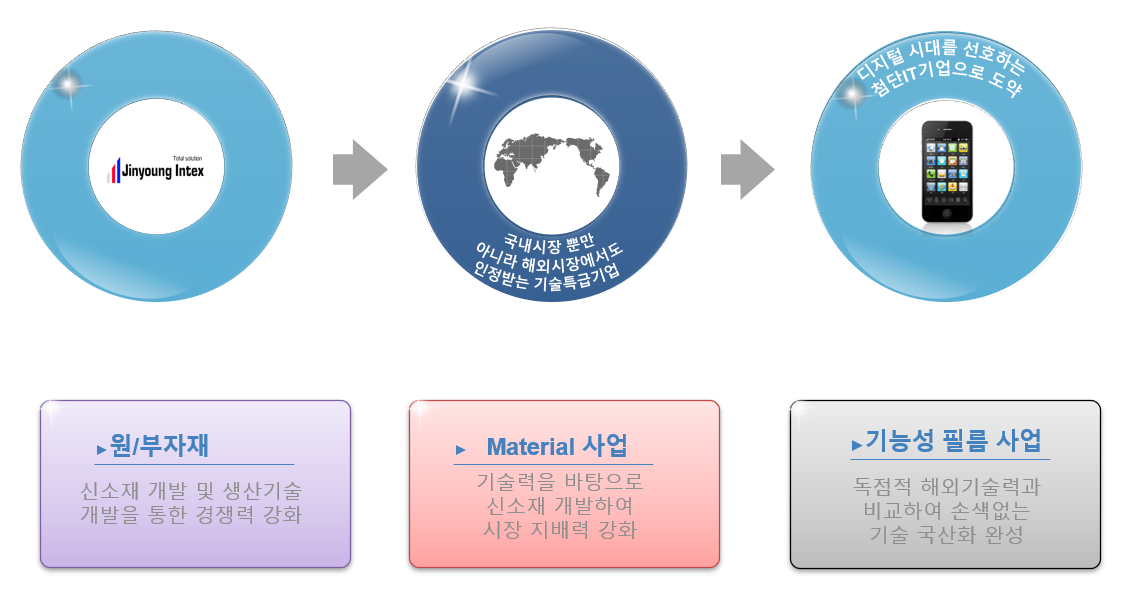 Total solution
Jinyoung Intex
국내시장 뿐만
아니라 해외시장에서도
인정받는 기술특급기업
디지털 시대를 선호하는
첨단IT기업으로 도약
▶원/부자재
신소재 개발 및 생산기술
개발을 통한 경쟁력 강화
▶ Material 사업
기술력을 바탕으로
신소재 개발하여
시장 지배력 강화
▶기능성 필름 사업
독점적 해외기술력과
비교하여 손색없는
기술 국산화 완성